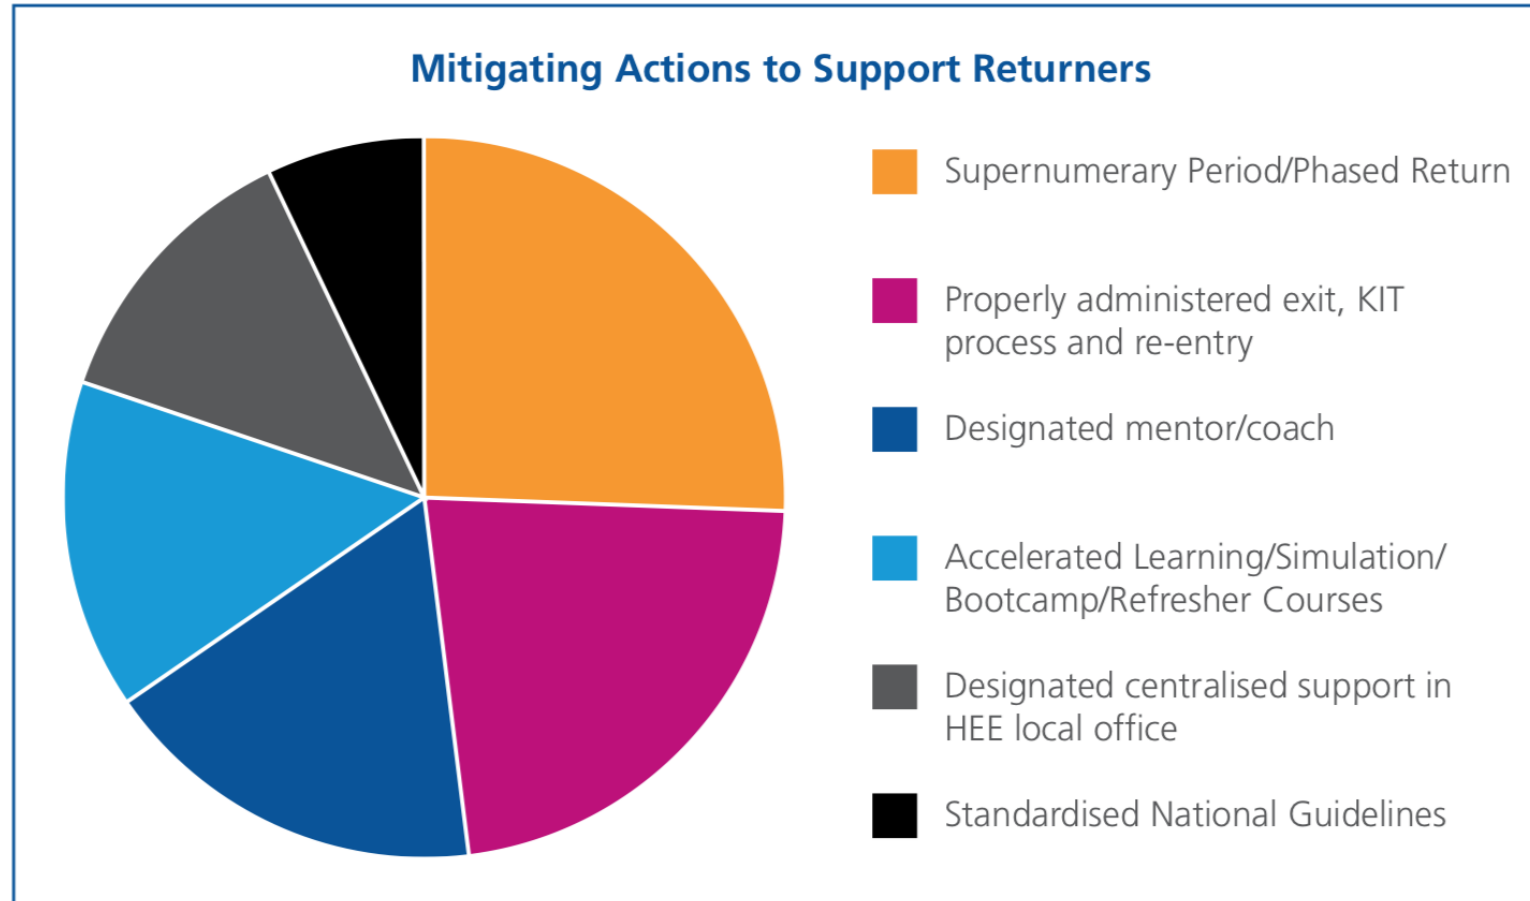 Mitigating Actions to Support Returners
Supernumerary Period/Phased Return
Properly administered exit, KIT
process and re-entry
Designated mentor/coach
Accelerated Learning/Simulation/
Bootcamp/Refresher Courses
Designated centralised support in
HEE local office
Standardised National Guidelines